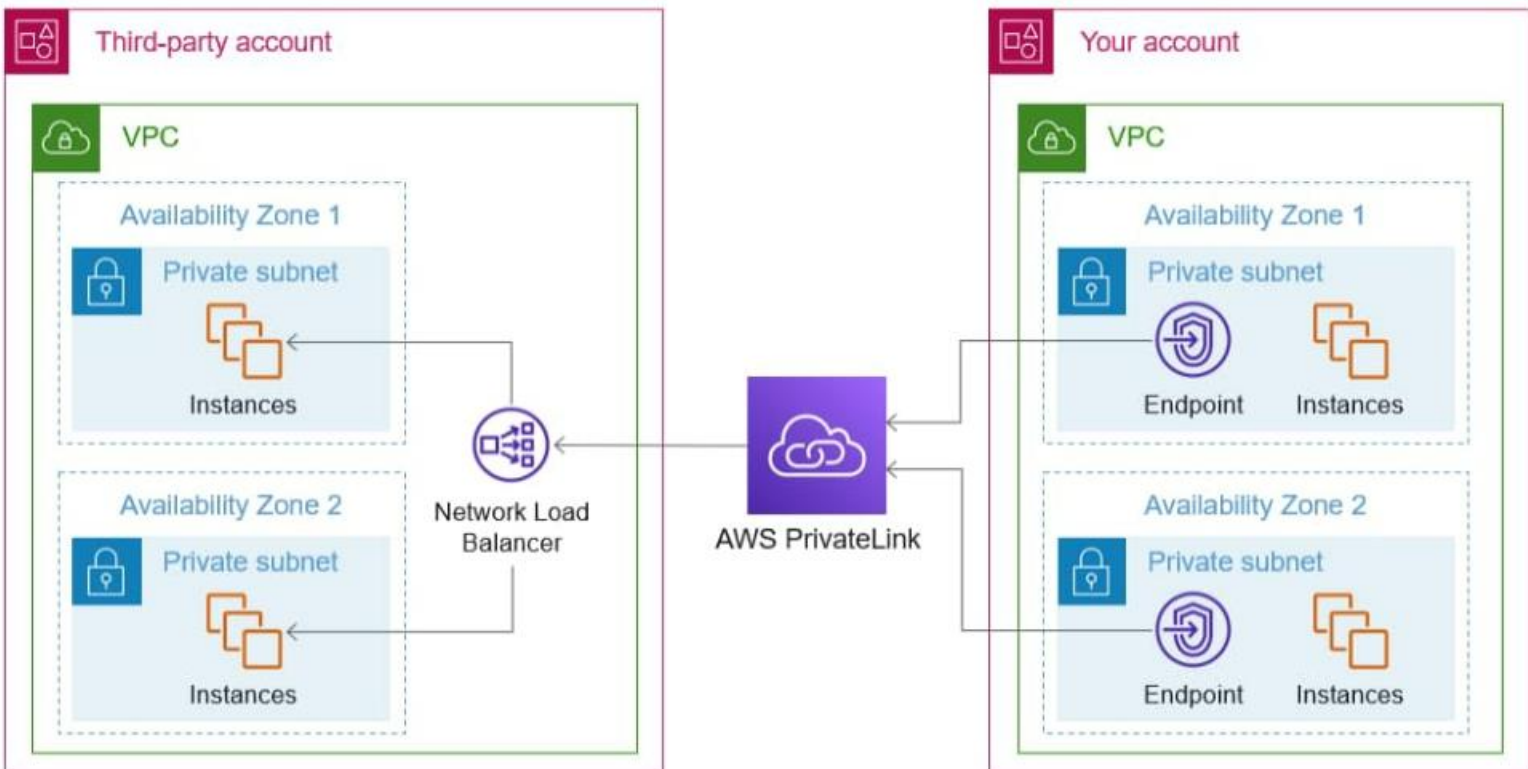 Third-party account
VPC
Availability Zone 1
Private subnet
Instances
Availability Zone 2
Private subnet
Instances
Network Load
Balancer
AWS PrivateLink
Your account
VPC
Availability Zone 1
Private subnet
Endpoint
Instances
Availability Zone 2
Private subnet
Endpoint
Instances